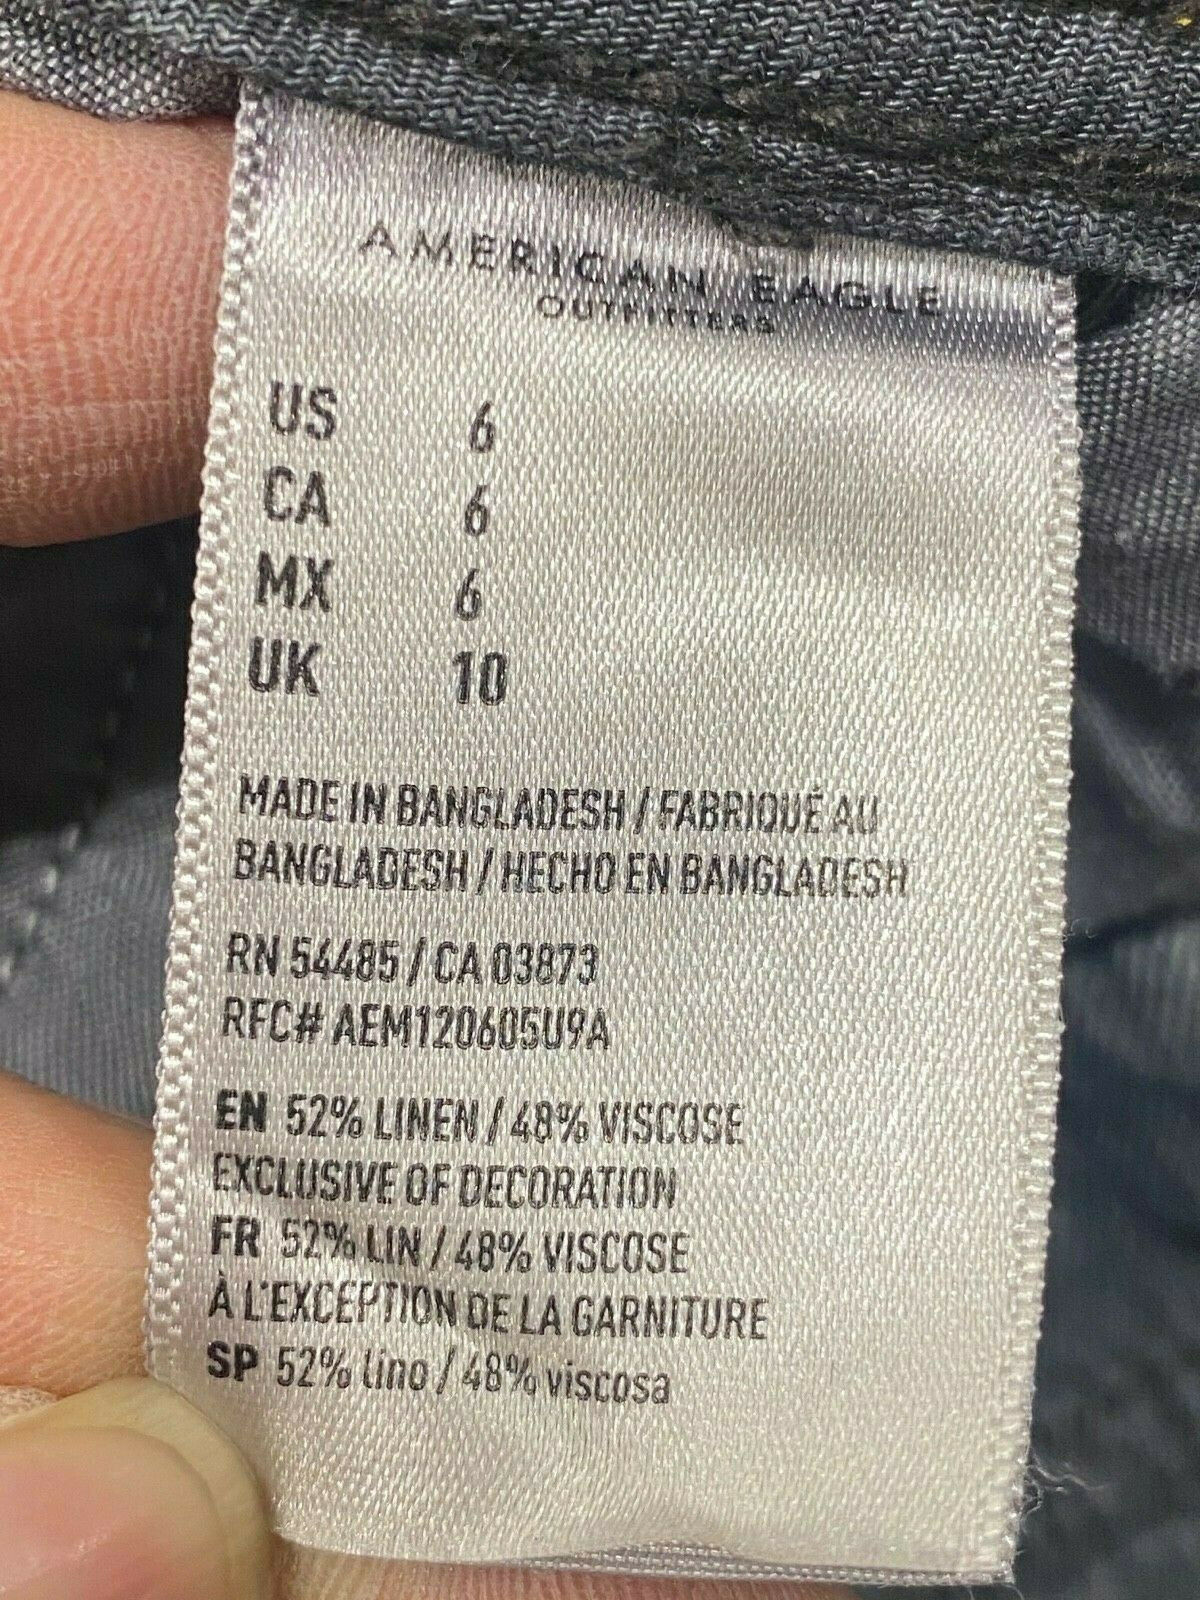 AMERICAN EAGLE
OUTFITTERS
US 6
CA 6
MX 6
UK 10
MADE IN BANGLADESH / FABRIQUÉ AU
BANGLADESH / HECHO EN BANGLADESH
RN 54485 / CA 03873
RFC# AEM120605U9A
EN 52% LINEN / 48% VISCOSE
EXCLUSIVE OF DECORATION
FR 52% LIN / 48% VISCOSE
À L'EXCEPTION DE LA GARNITURE
SP 52% lino / 48% viscosa